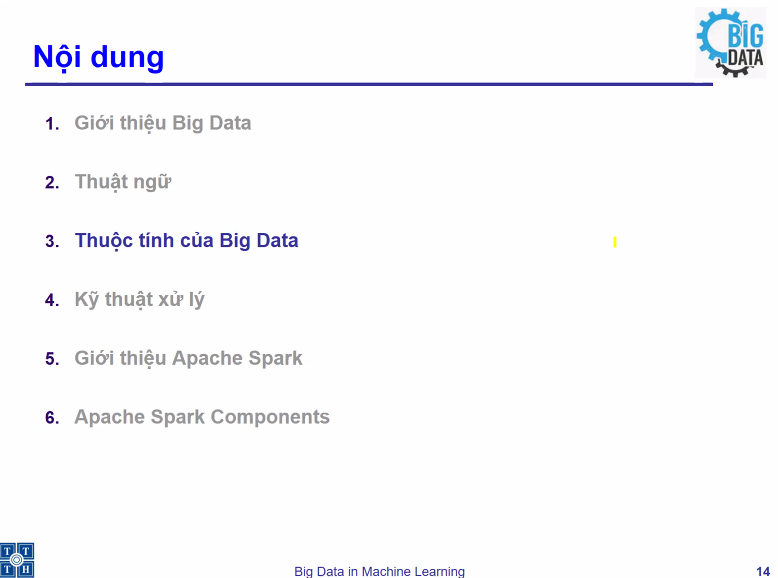 Nội dung
BIG
DATA
1. Giới thiệu Big Data
2. Thuật ngữ
3. Thuộc tính của Big Data
4. Kỹ thuật xử lý
5. Giới thiệu Apache Spark
6. Apache Spark Components
T T
T H
Big Data in Machine Learning
14